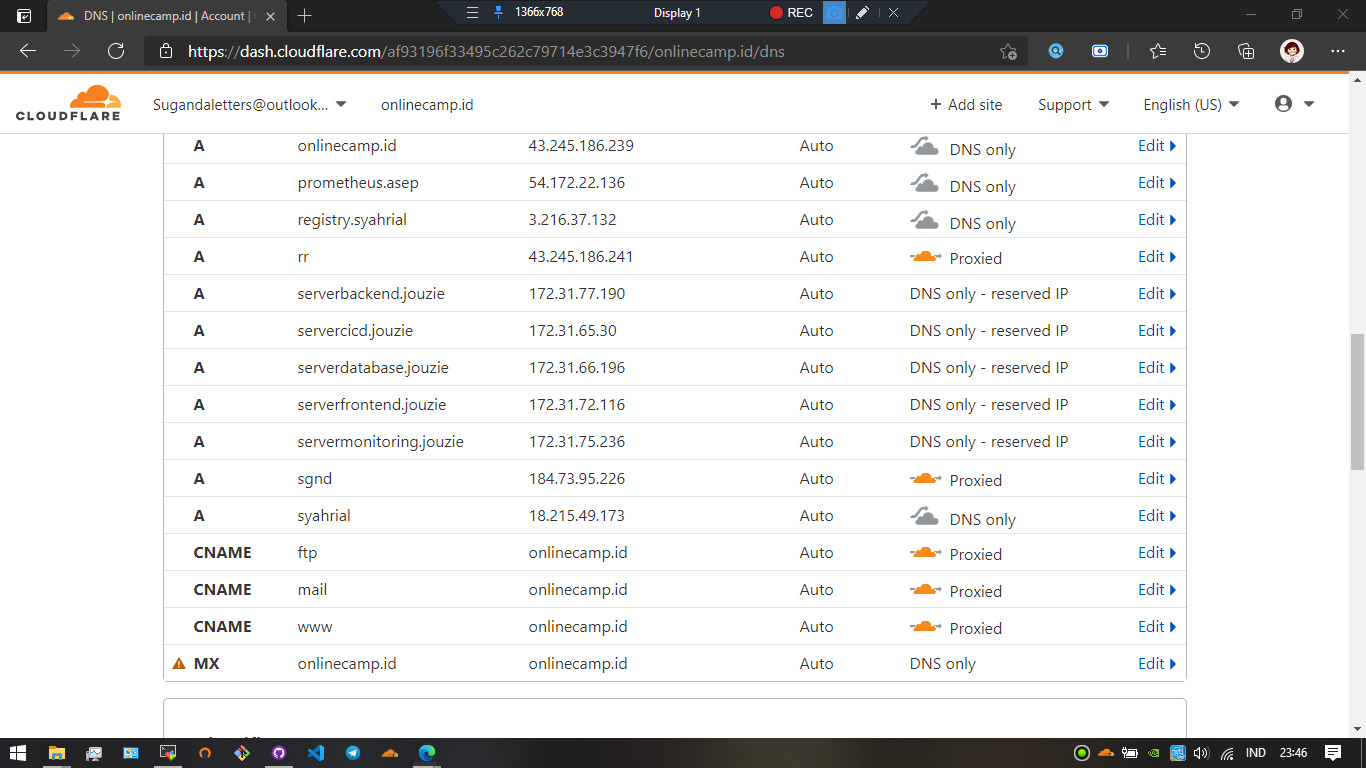 1366x768 Display 1 REC
DNS | onlinecamp.id | Account |
https://dash.cloudflare.com/af93196f33495c262c79714e3c3947f6/onlinecamp.id/dns
CLOUDFLARE Sugandaletters@outlook... onlinecamp.id + Add site Support English (US)
A onlinecamp.id 43.245.186.239 Auto DNS only Edit
A prometheus.asep 54.172.22.136 Auto DNS only Edit
A registry.syahrial 3.216.37.132 Auto DNS only Edit
A rr 43.245.186.241 Auto Proxied Edit
A serverbackend.jouzie 172.31.77.190 Auto DNS only - reserved IP Edit
A servercicd.jouzie 172.31.65.30 Auto DNS only - reserved IP Edit
A serverdatabase.jouzie 172.31.66.196 Auto DNS only - reserved IP Edit
A serverfrontend.jouzie 172.31.72.116 Auto DNS only - reserved IP Edit
A servermonitoring.jouzie 172.31.75.236 Auto DNS only - reserved IP Edit
A sgnd 184.73.95.226 Auto Proxied Edit
A syahrial 18.215.49.173 Auto DNS only Edit
CNAME ftp onlinecamp.id Auto Proxied Edit
CNAME mail onlinecamp.id Auto Proxied Edit
CNAME www onlinecamp.id Auto Proxied Edit
MX onlinecamp.id onlinecamp.id Auto DNS only Edit
IND 23:46